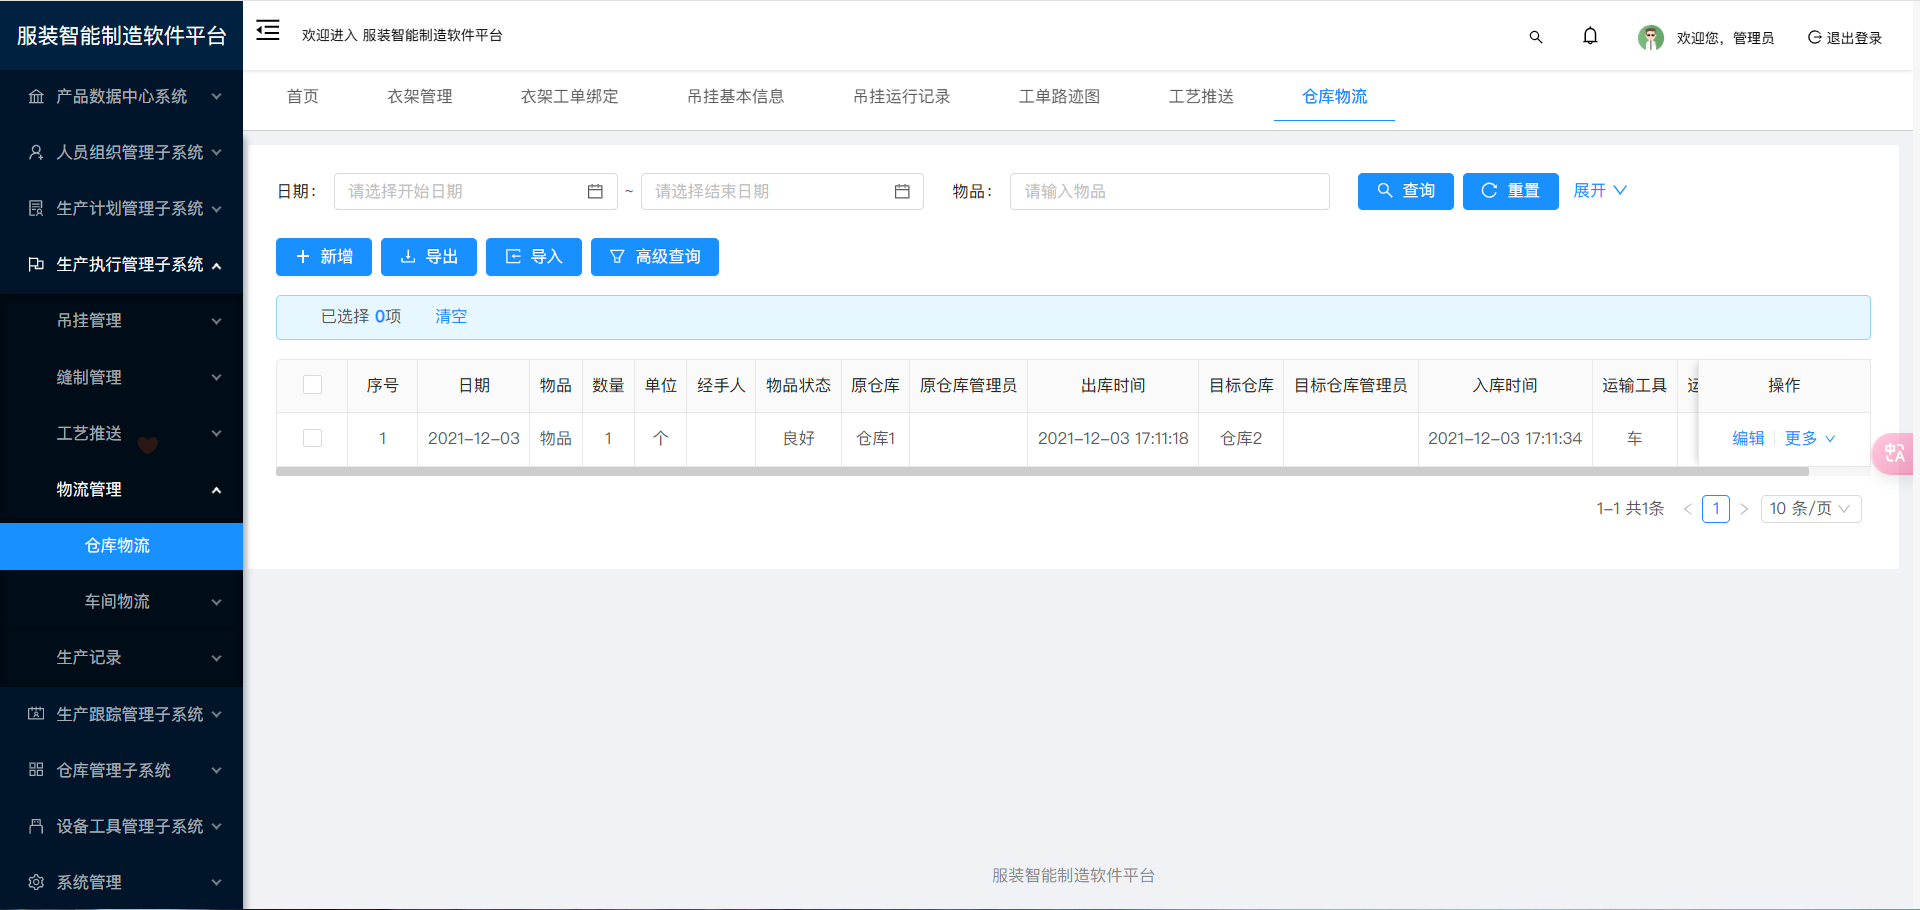 服装智能制造软件平台
欢迎进入 服装智能制造软件平台
欢迎您，管理员
退出登录
产品数据中心系统
人员组织管理子系统
生产计划管理子系统
生产执行管理子系统
吊挂管理
缝制管理
工艺推送
物流管理
仓库物流
车间物流
生产记录
生产跟踪管理子系统
仓库管理子系统
设备工具管理子系统
系统管理
首页 衣架管理 衣架工单绑定 吊挂基本信息 吊挂运行记录 工单路迹图 工艺推送 仓库物流
日期： 请选择开始日期 ~ 请选择结束日期 物品： 请输入物品 查询 重置 展开
新增 导出 导入 高级查询
已选择 0项 清空
序号 日期 物品 数量 单位 经手人 物品状态 原仓库 原仓库管理员 出库时间 目标仓库 目标仓库管理员 入库时间 运输工具 运 操作
1 2021-12-03 物品 1 个 良好 仓库1 2021-12-03 17:11:18 仓库2 2021-12-03 17:11:34 车 编辑 更多
1-1 共1条 < 1 > 10 条/页
中A
服装智能制造软件平台